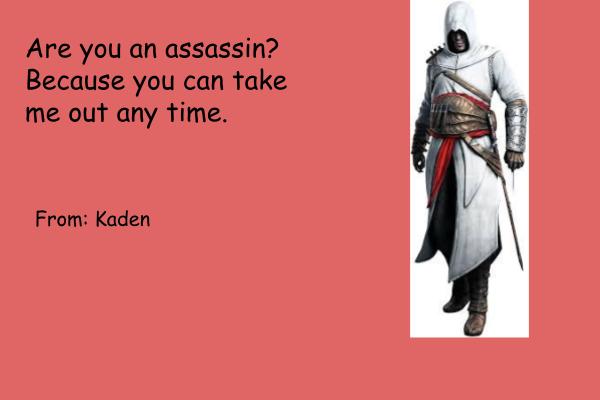 Are you an assassin?
Because you can take
me out any time.
From: Kaden